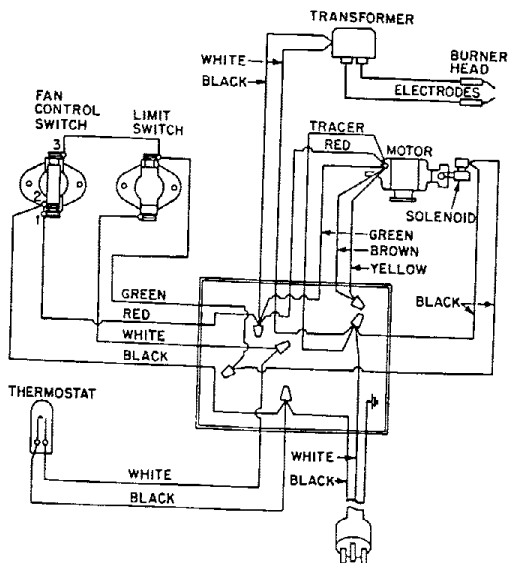 TRANSFORMER
WHITE
BLACK
BURNER
HEAD
ELECTRODES
FAN
CONTROL
SWITCH
LIMIT
SWITCH
TRACER
RED
MOTOR
3
2
1
SOLENOID
GREEN
BROWN
YELLOW
GREEN
RED
WHITE
BLACK
BLACK
THERMOSTAT
WHITE
BLACK
WHITE
BLACK